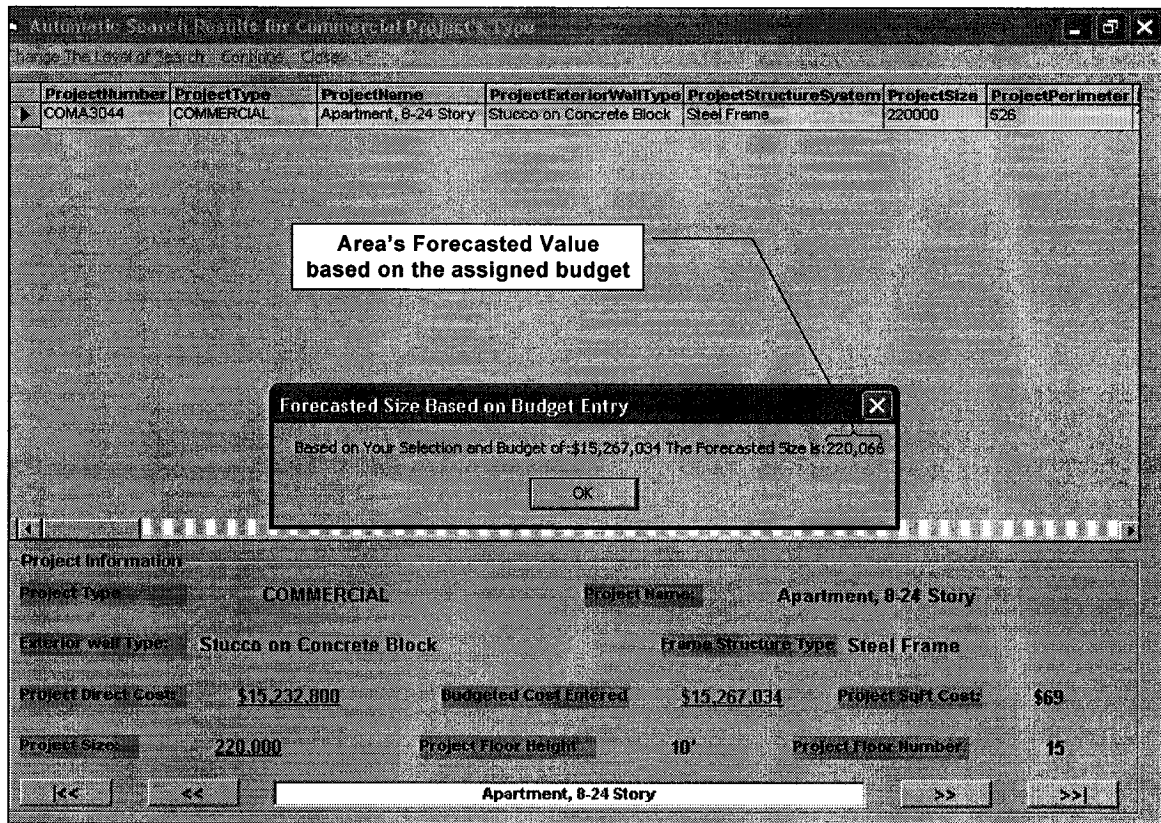 Automatic Search Results for Commercial Project's Type
Change The Level of Search Continue Close
ProjectNumber ProjectType ProjectName ProjectExteriorWallType ProjectStructureSystem ProjectSize ProjectPerimeter
COMA3044 COMMERCIAL Apartment, 8-24 Story Stucco on Concrete Block Steel Frame 220000 526
Area's Forecasted Value
based on the assigned budget
Forecasted Size Based on Budget Entry
Based on Your Selection and Budget of:$15,267,034 The Forecasted Size is:220,066
OK
Project Information
Project Type: COMMERCIAL Project Name: Apartment, 8-24 Story
Exterior wall Type: Stucco on Concrete Block Frame Structure Type Steel Frame
Project Direct Cost: $15,232,800 Budgeted Cost Entered $15,267,034 Project Sqft Cost: $69
Project Size: 220,000 Project Floor Height: 10' Project Floor Number: 15
|<< << Apartment, 8-24 Story >> >>|